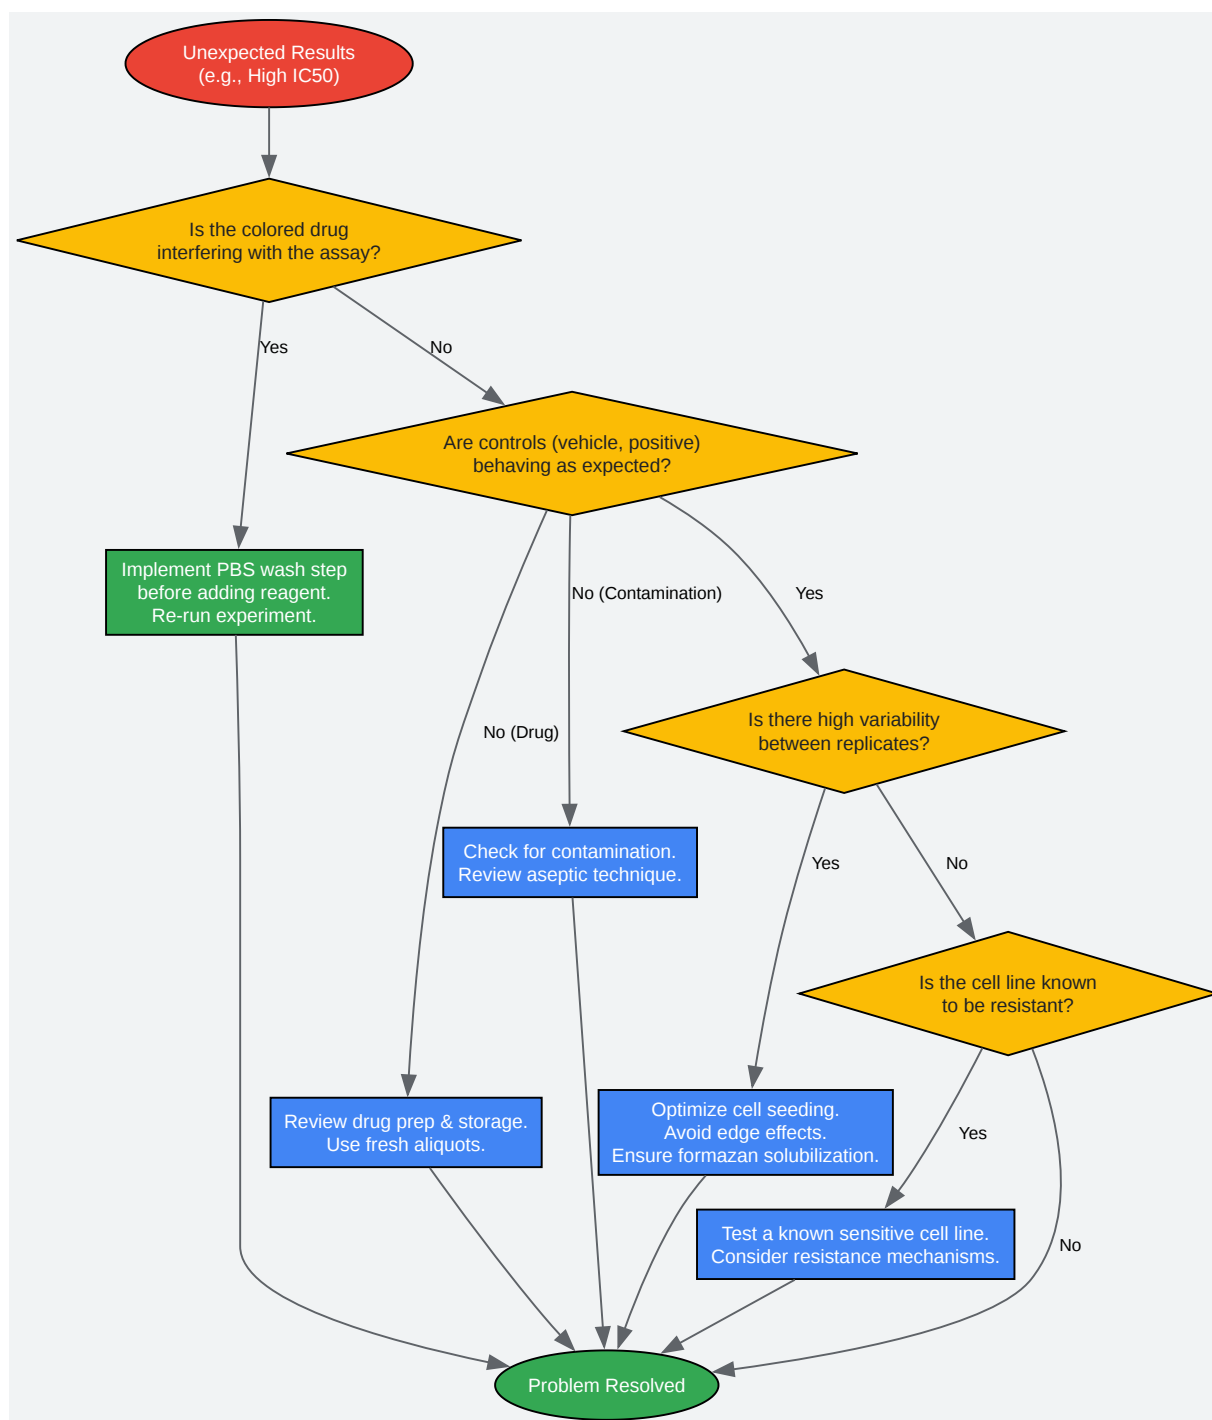 Unexpected Results
(e.g., High IC50)
Is the colored drug
interfering with the assay?
Yes
No
Are controls (vehicle, positive)
behaving as expected?
Implement PBS wash step
before adding reagent.
Re-run experiment.
No (Contamination)
Yes
Is there high variability
between replicates?
No (Drug)
Check for contamination.
Review aseptic technique.
Yes
No
Is the cell line known
to be resistant?
Review drug prep & storage.
Use fresh aliquots.
Optimize cell seeding.
Avoid edge effects.
Ensure formazan solubilization.
Yes
Test a known sensitive cell line.
Consider resistance mechanisms.
No
Problem Resolved